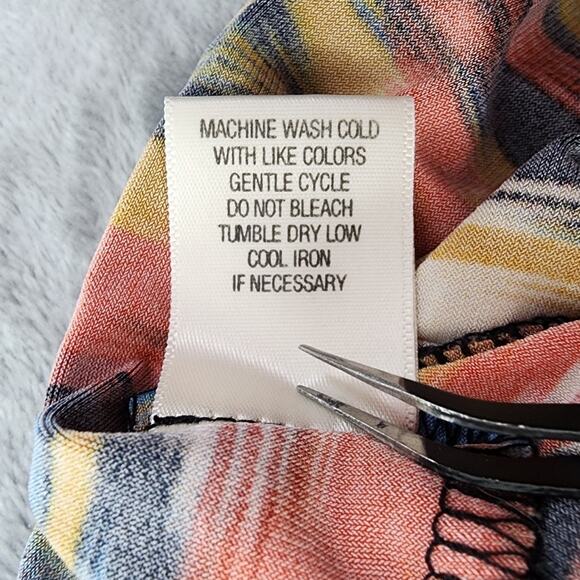 MACHINE WASH COLD
WITH LIKE COLORS
GENTLE CYCLE
DO NOT BLEACH
TUMBLE DRY LOW
COOL IRON
IF NECESSARY